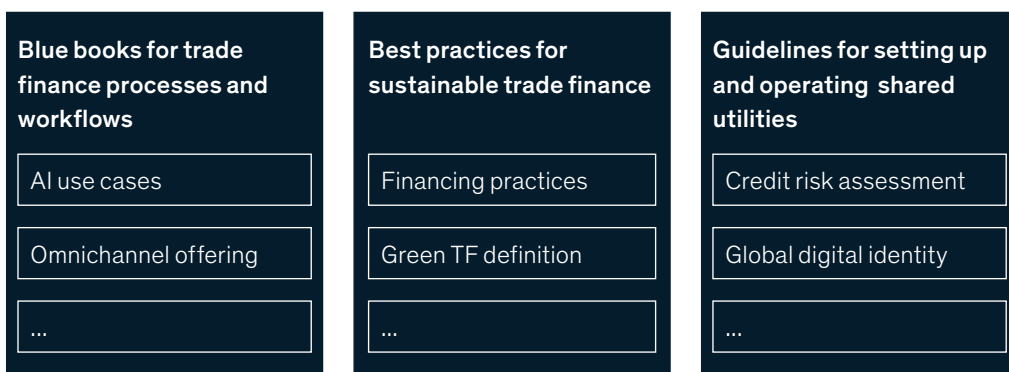 Blue books for trade
finance processes and
workflows
AI use cases
Omnichannel offering
...
Best practices for
sustainable trade finance
Financing practices
Green TF definition
...
Guidelines for setting up
and operating shared
utilities
Credit risk assessment
Global digital identity
...